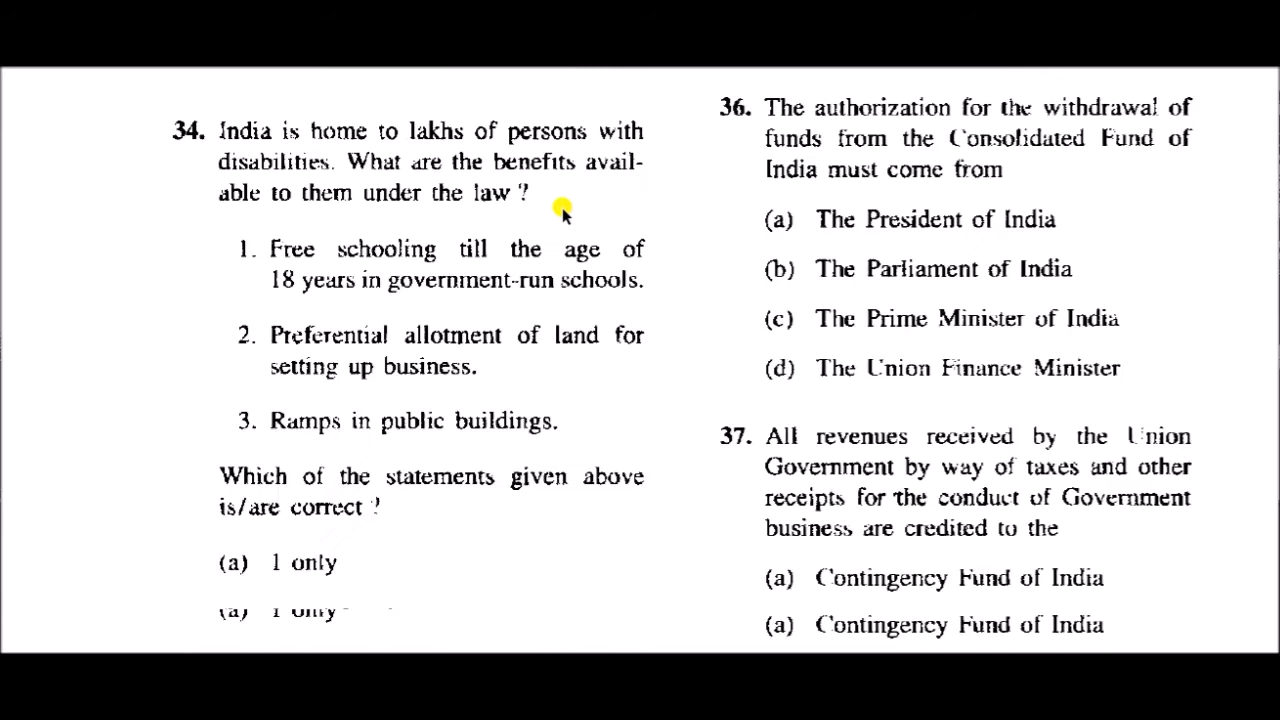 34. India is home to lakhs of persons with
disabilities. What are the benefits avail-
able to them under the law ?
1. Free schooling till the age of
18 years in government-run schools.
2. Preferential allotment of land for
setting up business.
3. Ramps in public buildings.
Which of the statements given above
is/are correct ?
(a) 1 only
(a) 1 only
36. The authorization for the withdrawal of
funds from the Consolidated Fund of
India must come from
(a) The President of India
(b) The Parliament of India
(c) The Prime Minister of India
(d) The Union Finance Minister
37. All revenues received by the Union
Government by way of taxes and other
receipts for the conduct of Government
business are credited to the
(a) Contingency Fund of India
(a) Contingency Fund of India